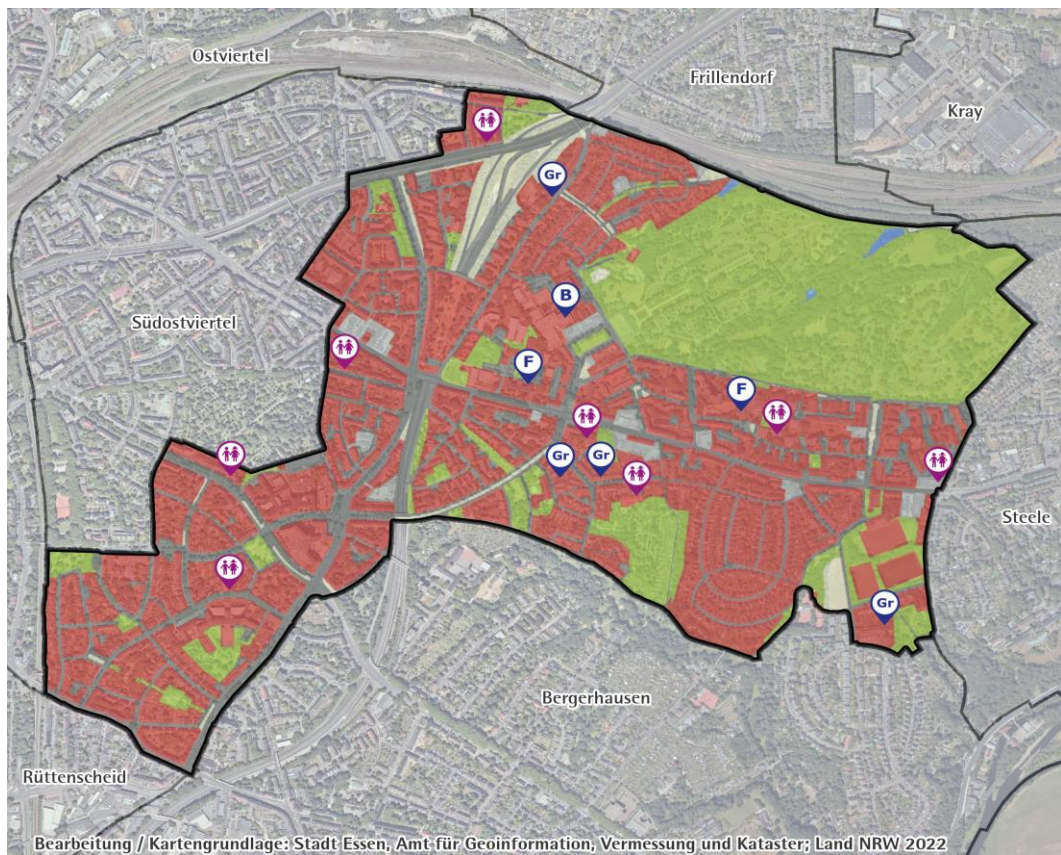 Ostviertel
Frillendorf
Kray
Gr
Südostviertel
B
F
F
Gr
Gr
Steele
Gr
Bergerhausen
Rüttenscheid
Bearbeitung / Kartengrundlage: Stadt Essen, Amt für Geoinformation, Vermessung und Kataster; Land NRW 2022